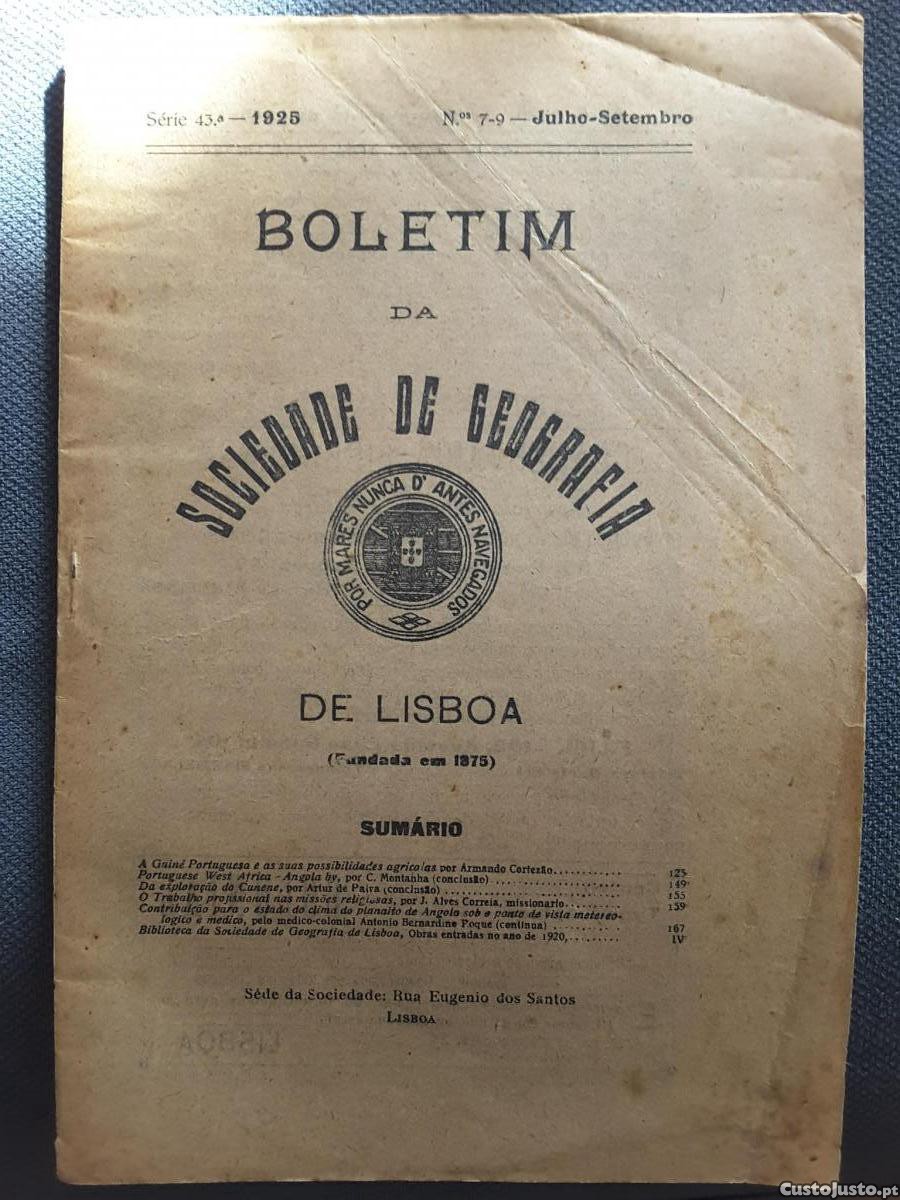 Série 43.ª — 1925 N.ºs 7-9 — Julho-Setembro
BOLETIM
DA
SOCIEDADE DE GEOGRAFIA
POR MARES NUNCA D' ANTES NAVEGADOS
DE LISBOA
(Fundada em 1875)
SUMÁRIO
A Guiné Portuguesa e as suas possibilidades agricolas por Armando Cortezão............ 125
Portuguese West Africa - Angola by, por C. Montanha (conclusão) .................. 149
Da exploração do Cunene, por Artur de Paiva (conclusão) ......................... 155
O Trabalho profissional nas missões religiosas, por J. Alves Correia, missionario........ 159
Contribuição para o estado do clima do planalto de Angola sob o ponto de vista metereo-
logico e medico, pelo medico-colonial Antonio Bernardino Roque (continua) .......... 167
Biblioteca da Sociedade de Geografia de Lisboa, Obras entradas no ano de 1920,........ IV
Séde da Sociedade: Rua Eugenio dos Santos
LISBOA
CustoJusto.pt